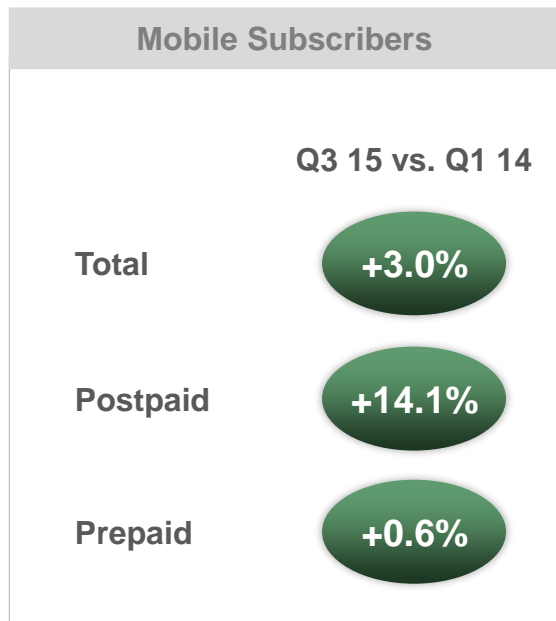 Mobile Subscribers
Q3 15 vs. Q1 14
Total +3.0%
Postpaid +14.1%
Prepaid +0.6%